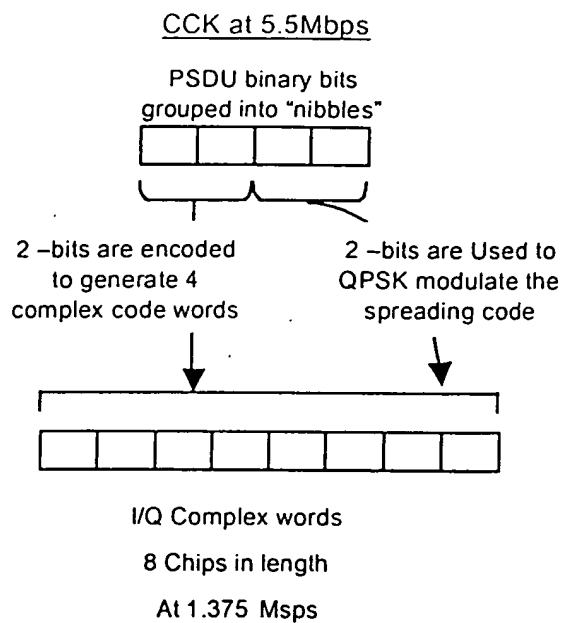 CCK at 5.5Mbps
PSDU binary bits
grouped into “nibbles”
2 –bits are encoded
to generate 4
complex code words
2 –bits are Used to
QPSK modulate the
spreading code
I/Q Complex words
8 Chips in length
At 1.375 Msps